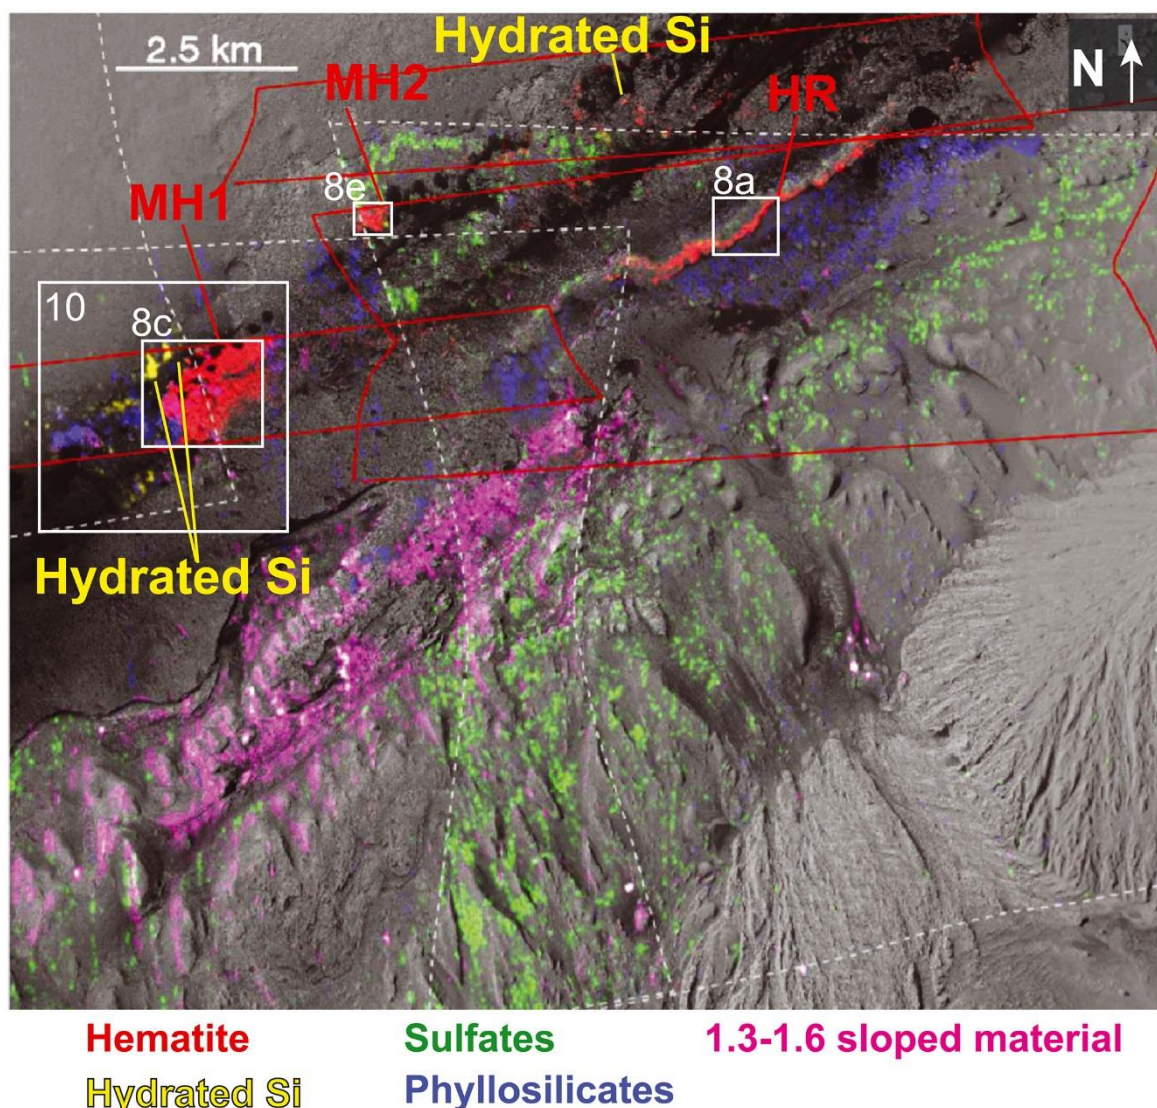 Hydrated Si
2.5 km
N
MH2
HR
8e
8a
MH1
10
8c
Hydrated Si
Hematite
Sulfates
1.3-1.6 sloped material
Hydrated Si
Phyllosilicates